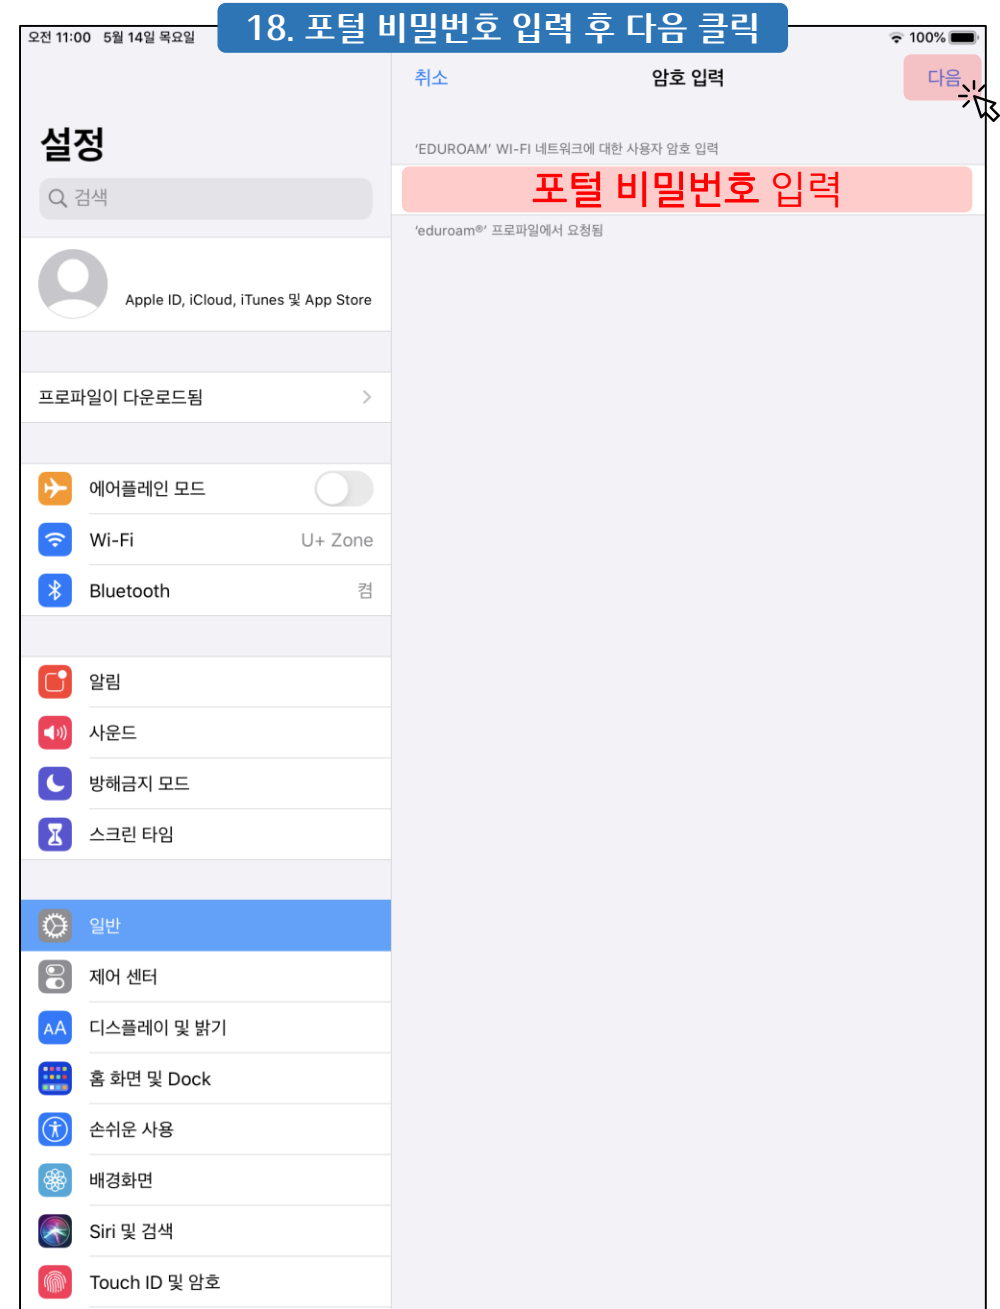 18. 포털 비밀번호 입력 후 다음 클릭
오전 11:00 5월 14일 목요일
100%
취소
암호 입력
다음
설정
검색
'EDUROAM' WI-FI 네트워크에 대한 사용자 암호 입력
포털 비밀번호 입력
'eduroam®' 프로파일에서 요청됨
Apple ID, iCloud, iTunes 및 App Store
프로파일이 다운로드됨
에어플레인 모드
Wi-Fi U+ Zone
Bluetooth 켬
알림
사운드
방해금지 모드
스크린 타임
일반
제어 센터
AA 디스플레이 및 밝기
홈 화면 및 Dock
손쉬운 사용
배경화면
Siri 및 검색
Touch ID 및 암호